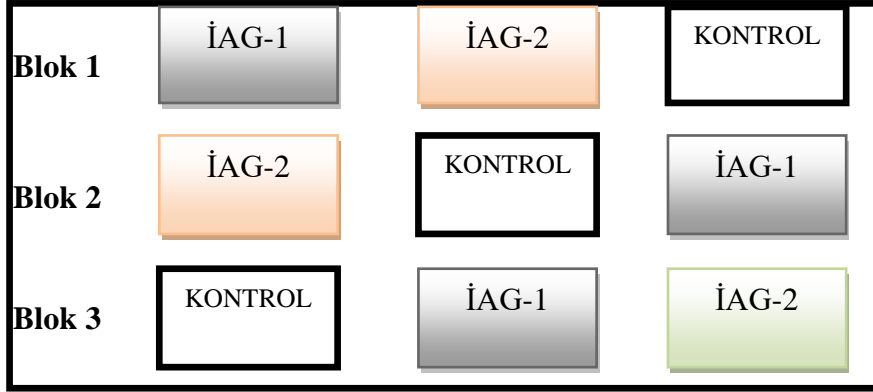 Blok 1 İAG-1 İAG-2 KONTROL
Blok 2 İAG-2 KONTROL İAG-1
Blok 3 KONTROL İAG-1 İAG-2